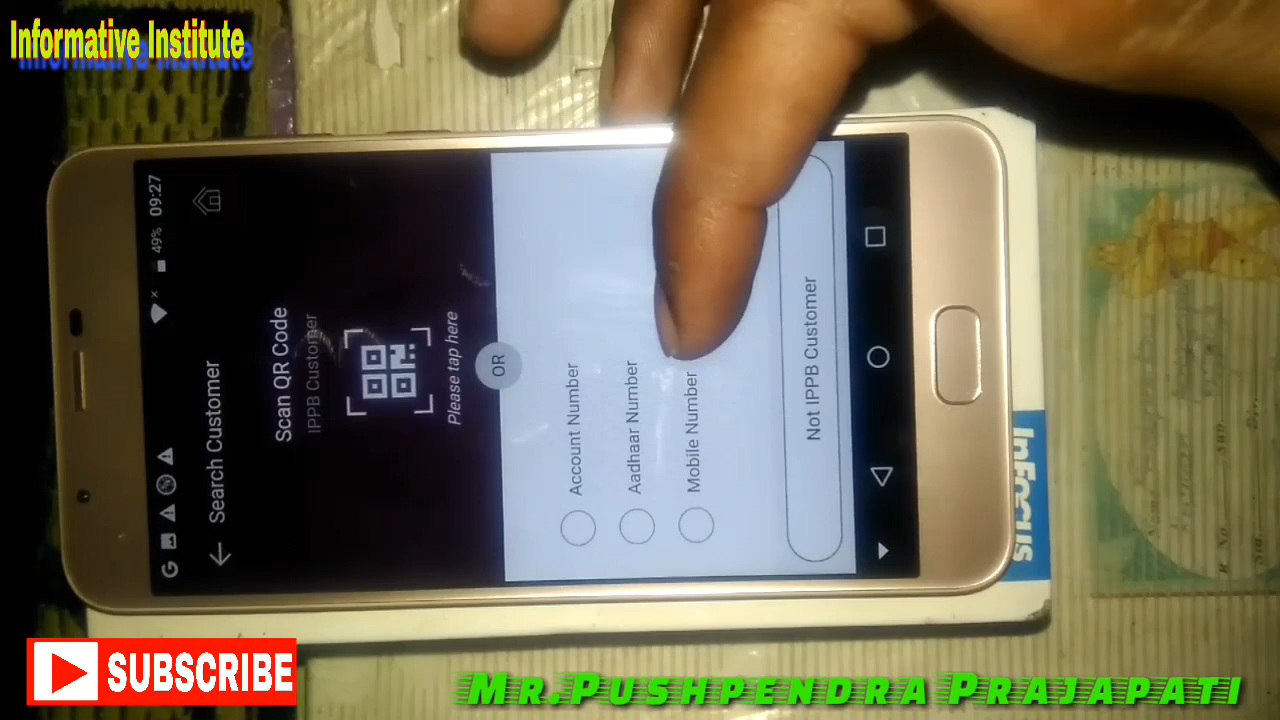 Informative Institute
49% 09:27
Search Customer
Scan QR Code
IPPB Customer
Please tap here
OR
Account Number
Aadhaar Number
Mobile Number
Not IPPB Customer
InFocus
SUBSCRIBE
Mr.Pushpendra Prajapati